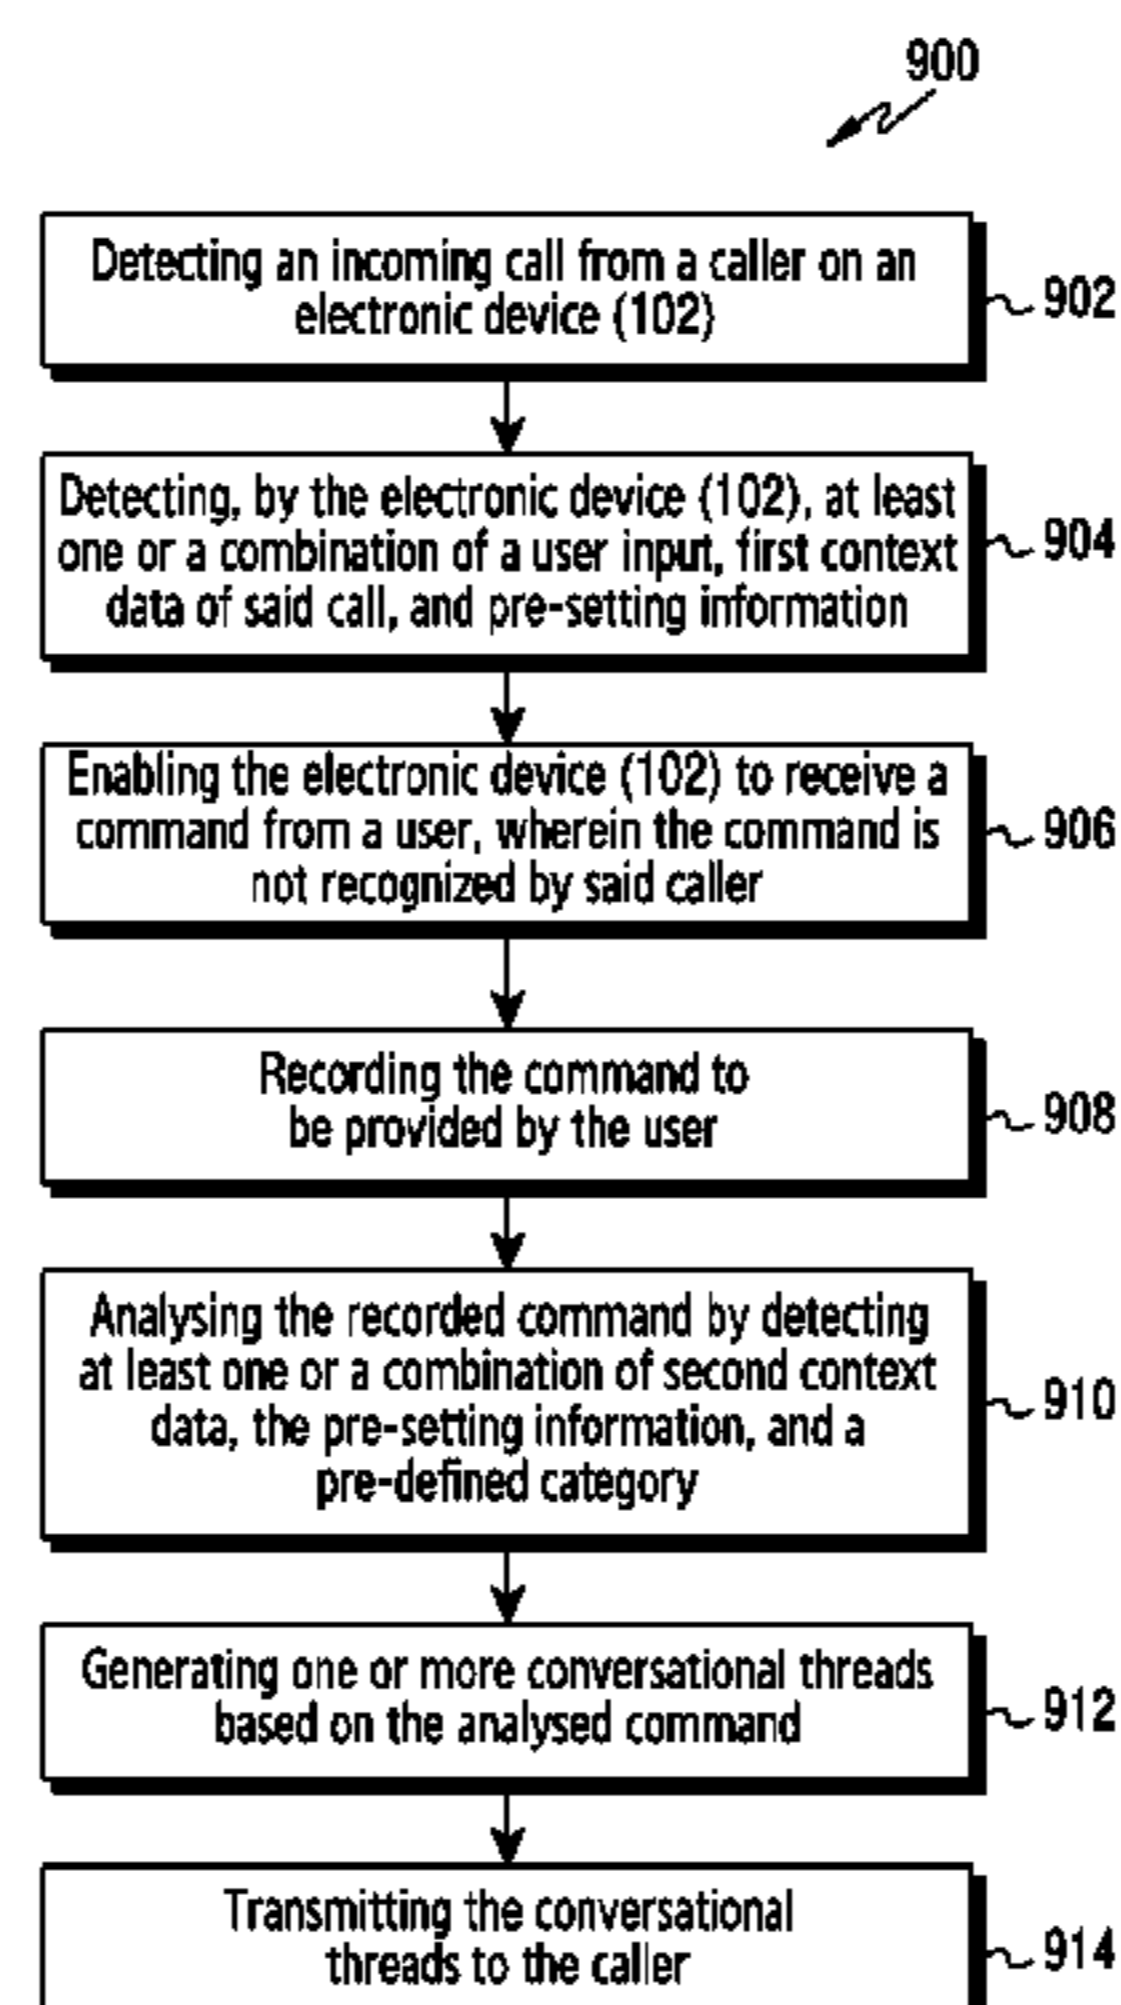 900
Detecting an incoming call from a caller on an
electronic device (102)
902
Detecting, by the electronic device (102), at least
one or a combination of a user input, first context
data of said call, and pre-setting information
904
Enabling the electronic device (102) to receive a
command from a user, wherein the command is
not recognized by said caller
906
Recording the command to
be provided by the user
908
Analysing the recorded command by detecting
at least one or a combination of second context
data, the pre-setting information, and a
pre-defined category
910
Generating one or more conversational threads
based on the analysed command
912
Transmitting the conversational
threads to the caller
914